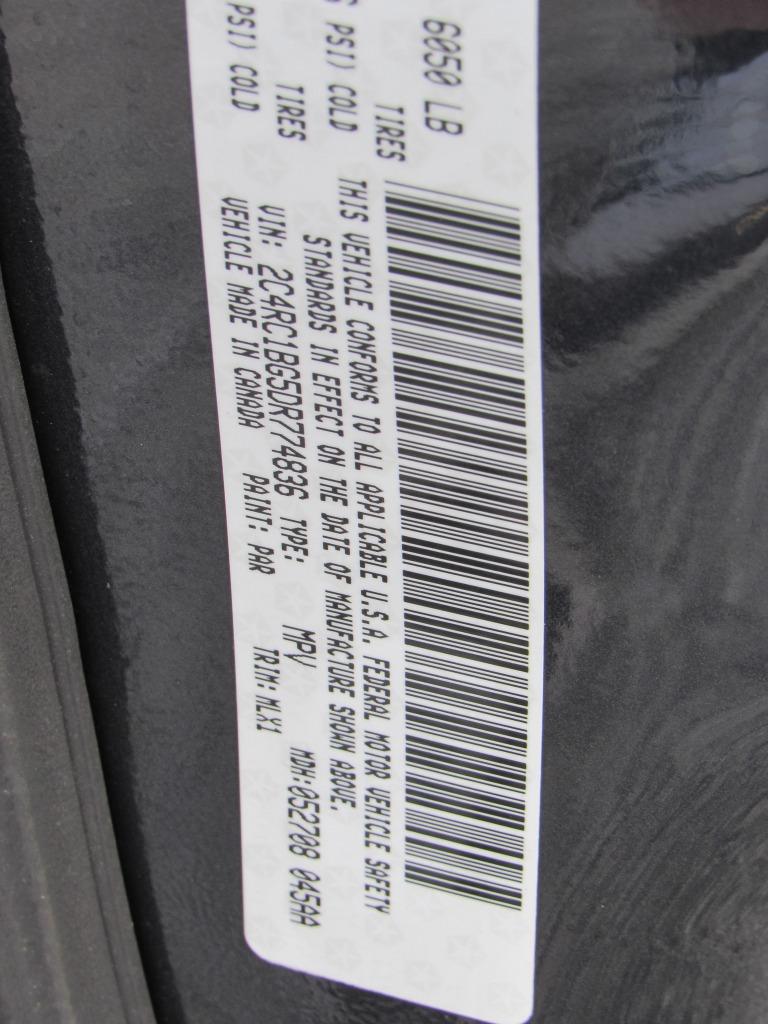 6050 LB
TIRES
PSI) COLD
TIRES
PSI) COLD
THIS VEHICLE CONFORMS TO ALL APPLICABLE U.S.A. FEDERAL MOTOR VEHICLE SAFETY
STANDARDS IN EFFECT ON THE DATE OF MANUFACTURE SHOWN ABOVE.
VIN: 2C4RC1BG5DR774836 TYPE: MPV MDH:052708 045AA
VEHICLE MADE IN CANADA PAINT: PAR TRIM: MLX1